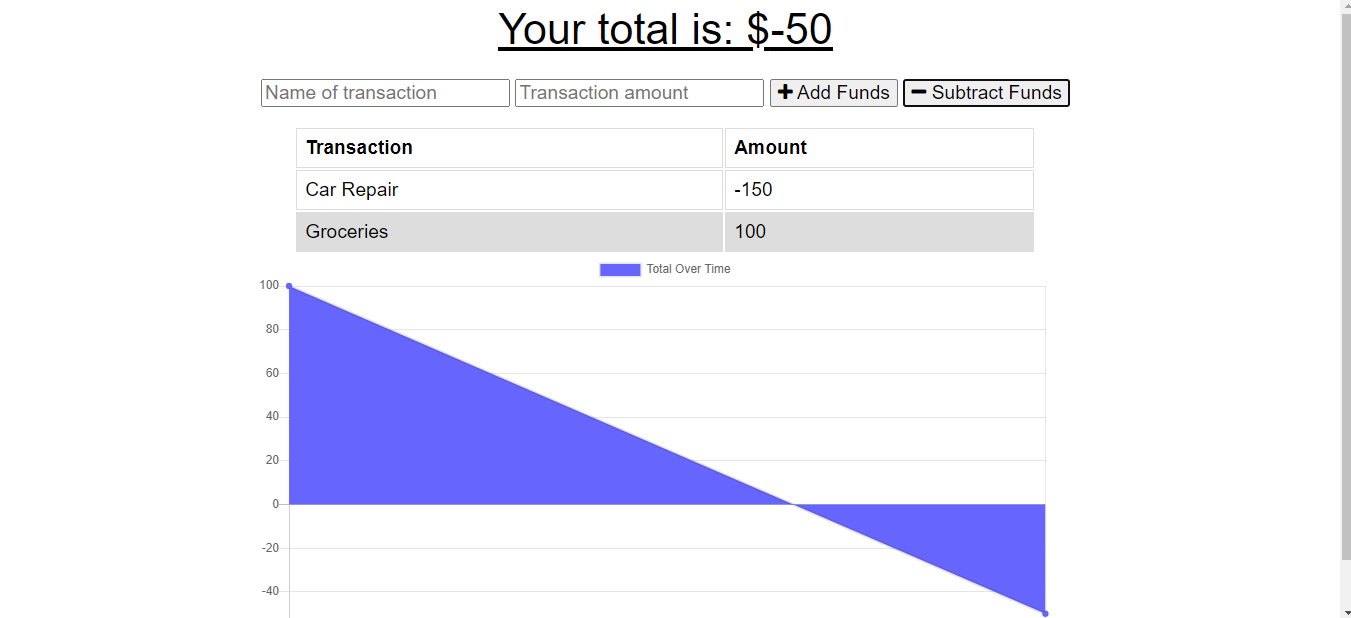 Your total is: $-50
Name of transaction Transaction amount Add Funds Subtract Funds
Transaction Amount
Car Repair -150
Groceries 100
Total Over Time
100
80
60
40
20
0
-20
-40